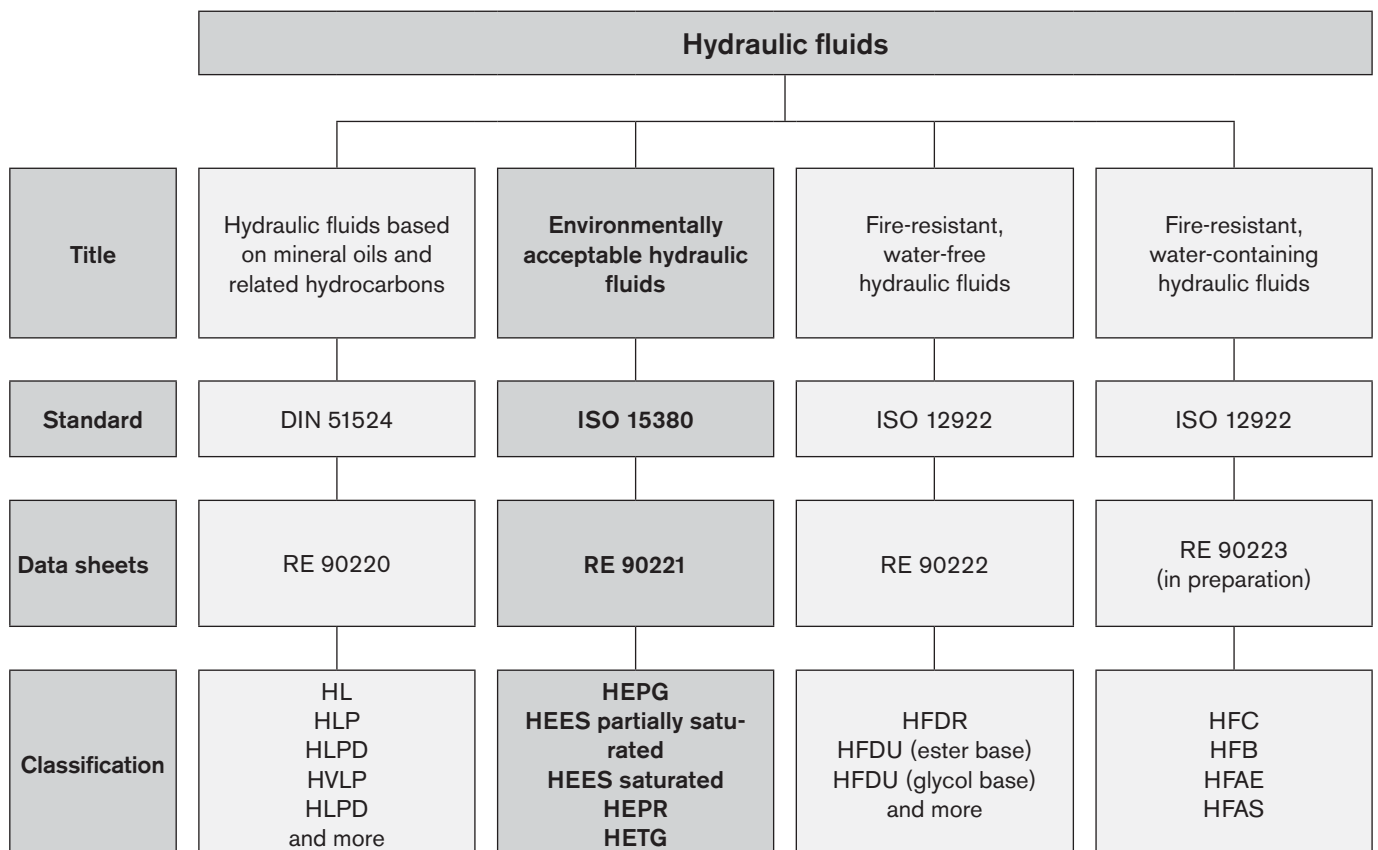 Hydraulic fluids
Title
Hydraulic fluids based
on mineral oils and
related hydrocarbons
Environmentally
acceptable hydraulic
fluids
Fire-resistant,
water-free
hydraulic fluids
Fire-resistant,
water-containing
hydraulic fluids
Standard
DIN 51524
ISO 15380
ISO 12922
ISO 12922
Data sheets
RE 90220
RE 90221
RE 90222
RE 90223
(in preparation)
Classification
HL
HLP
HLPD
HVLP
HLPD
and more
HEPG
HEES partially satu-
rated
HEES saturated
HEPR
HETG
HFDR
HFDU (ester base)
HFDU (glycol base)
and more
HFC
HFB
HFAE
HFAS